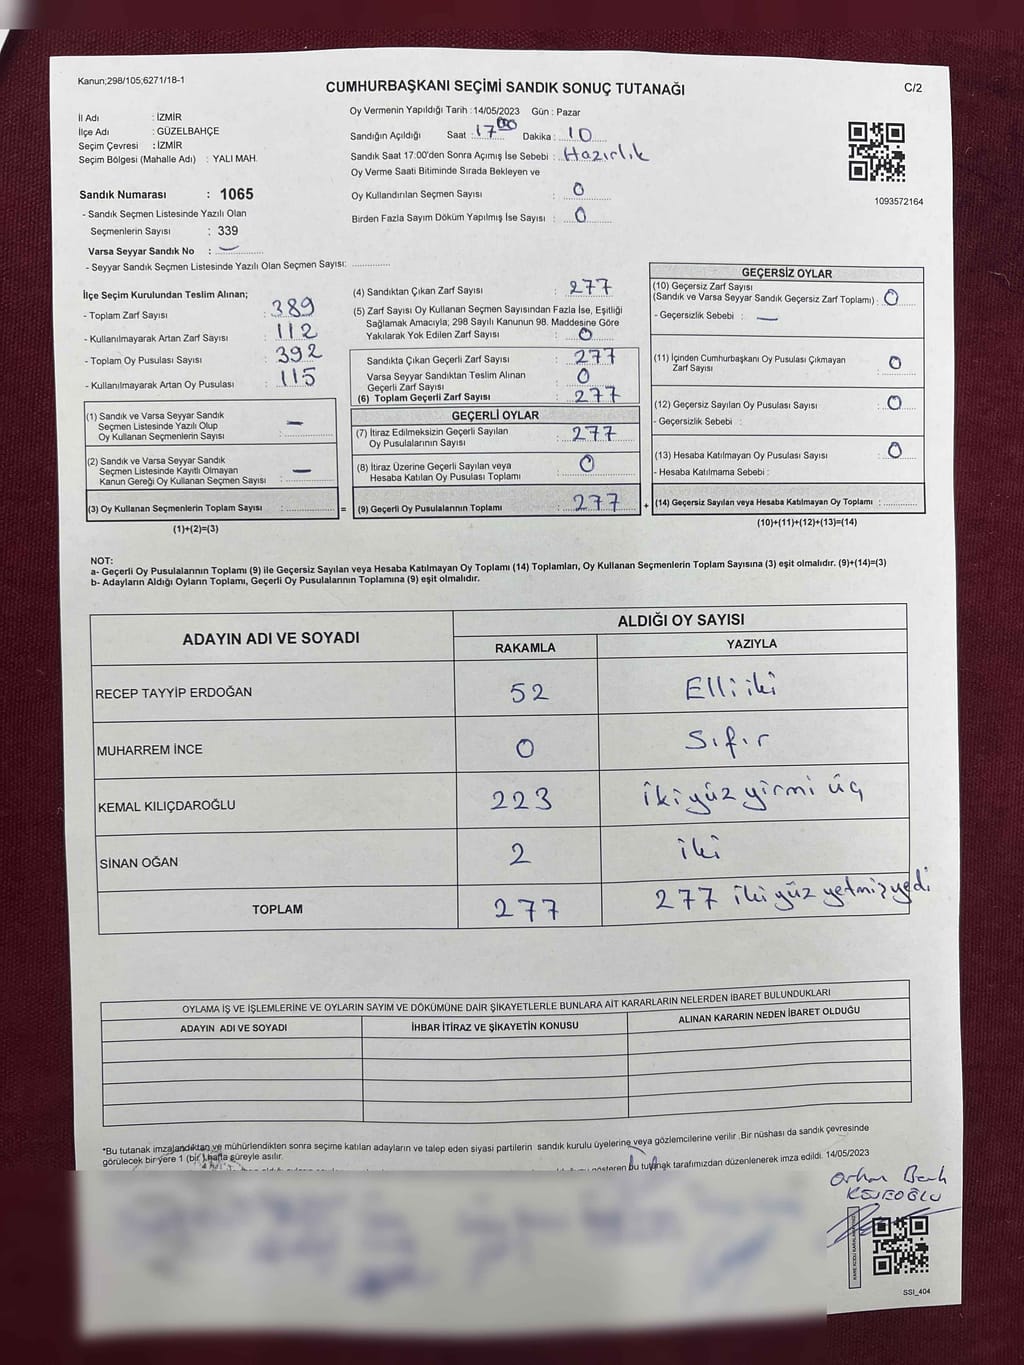 Kanun;298/105;6271/18-1
CUMHURBAŞKANI SEÇİMİ SANDIK SONUÇ TUTANAĞI
C/2
İl Adı : İZMİR
İlçe Adı : GÜZELBAHÇE
Seçim Çevresi : İZMİR
Seçim Bölgesi (Mahalle Adı) : YALI MAH.
Oy Vermenin Yapıldığı Tarih : 14/05/2023 Gün : Pazar
Sandığın Açıldığı Saat : 17 00 Dakika : 10
Sandık Saat 17:00'den Sonra Açımış İse Sebebi : Hazırlık
Oy Verme Saati Bitiminde Sırada Bekleyen ve
Oy Kullandırılan Seçmen Sayısı : 0
Birden Fazla Sayım Döküm Yapılmış İse Sayısı : 0
1093572164
Sandık Numarası : 1065
- Sandık Seçmen Listesinde Yazılı Olan
Seçmenlerin Sayısı : 339
Varsa Seyyar Sandık No : —
- Seyyar Sandık Seçmen Listesinde Yazılı Olan Seçmen Sayısı: ..............
İlçe Seçim Kurulundan Teslim Alınan;
- Toplam Zarf Sayısı : 389
- Kullanılmayarak Artan Zarf Sayısı : 112
- Toplam Oy Pusulası Sayısı : 392
- Kullanılmayarak Artan Oy Pusulası : 115
(1) Sandık ve Varsa Seyyar Sandık
Seçmen Listesinde Yazılı Olup
Oy Kullanan Seçmenlerin Sayısı : —
(2) Sandık ve Varsa Seyyar Sandık
Seçmen Listesinde Kayıtlı Olmayan
Kanun Gereği Oy Kullanan Seçmen Sayısı : —
(3) Oy Kullanan Seçmenlerin Toplam Sayısı : ..............
(1)+(2)=(3)
=
(4) Sandıktan Çıkan Zarf Sayısı : 277
(5) Zarf Sayısı Oy Kullanan Seçmen Sayısından Fazla İse, Eşitliği
Sağlamak Amacıyla; 298 Sayılı Kanunun 98. Maddesine Göre
Yakılarak Yok Edilen Zarf Sayısı : 0
Sandıkta Çıkan Geçerli Zarf Sayısı : 277
Varsa Seyyar Sandıktan Teslim Alınan
Geçerli Zarf Sayısı : 0
(6) Toplam Geçerli Zarf Sayısı : 277
GEÇERLİ OYLAR
(7) İtiraz Edilmeksizin Geçerli Sayılan
Oy Pusulalarının Sayısı : 277
(8) İtiraz Üzerine Geçerli Sayılan veya
Hesaba Katılan Oy Pusulası Toplamı : 0
(9) Geçerli Oy Pusulalarının Toplamı : 277
+
GEÇERSİZ OYLAR
(10) Geçersiz Zarf Sayısı
(Sandık ve Varsa Seyyar Sandık Geçersiz Zarf Toplamı) : 0
- Geçersizlik Sebebi : —
(11) İçinden Cumhurbaşkanı Oy Pusulası Çıkmayan
Zarf Sayısı : 0
(12) Geçersiz Sayılan Oy Pusulası Sayısı : 0
- Geçersizlik Sebebi :
(13) Hesaba Katılmayan Oy Pusulası Sayısı : 0
- Hesaba Katılmama Sebebi :
(14) Geçersiz Sayılan veya Hesaba Katılmayan Oy Toplamı : ..........
(10)+(11)+(12)+(13)=(14)
NOT:
a- Geçerli Oy Pusulalarının Toplamı (9) ile Geçersiz Sayılan veya Hesaba Katılmayan Oy Toplamı (14) Toplamları, Oy Kullanan Seçmenlerin Toplam Sayısına (3) eşit olmalıdır. (9)+(14)=(3)
b- Adayların Aldığı Oyların Toplamı, Geçerli Oy Pusulalarının Toplamına (9) eşit olmalıdır.
ADAYIN ADI VE SOYADI
ALDIĞI OY SAYISI
RAKAMLA YAZIYLA
RECEP TAYYİP ERDOĞAN 52 Elli iki
MUHARREM İNCE 0 Sıfır
KEMAL KILIÇDAROĞLU 223 ikiyüz yirmi üç
SİNAN OĞAN 2 iki
TOPLAM 277 277 ikiyüz yetmişyedi
OYLAMA İŞ VE İŞLEMLERİNE VE OYLARIN SAYIM VE DÖKÜMÜNE DAİR ŞİKAYETLERLE BUNLARA AİT KARARLARIN NELERDEN İBARET BULUNDUKLARI
ADAYIN ADI VE SOYADI İHBAR İTİRAZ VE ŞİKAYETİN KONUSU ALINAN KARARIN NEDEN İBARET OLDUĞU
*Bu tutanak imzalandıktan ve mühürlendikten sonra seçime katılan adayların ve talep eden siyasi partilerin sandık kurulu üyelerine veya gözlemcilerine verilir .Bir nüshası da sandık çevresinde
görülecek bir yere 1 (bir ) hafta süreyle asılır.
gösteren bu tutanak tarafımızdan düzenlenerek imza edildi. 14/05/2023
Orhan
SSI_404